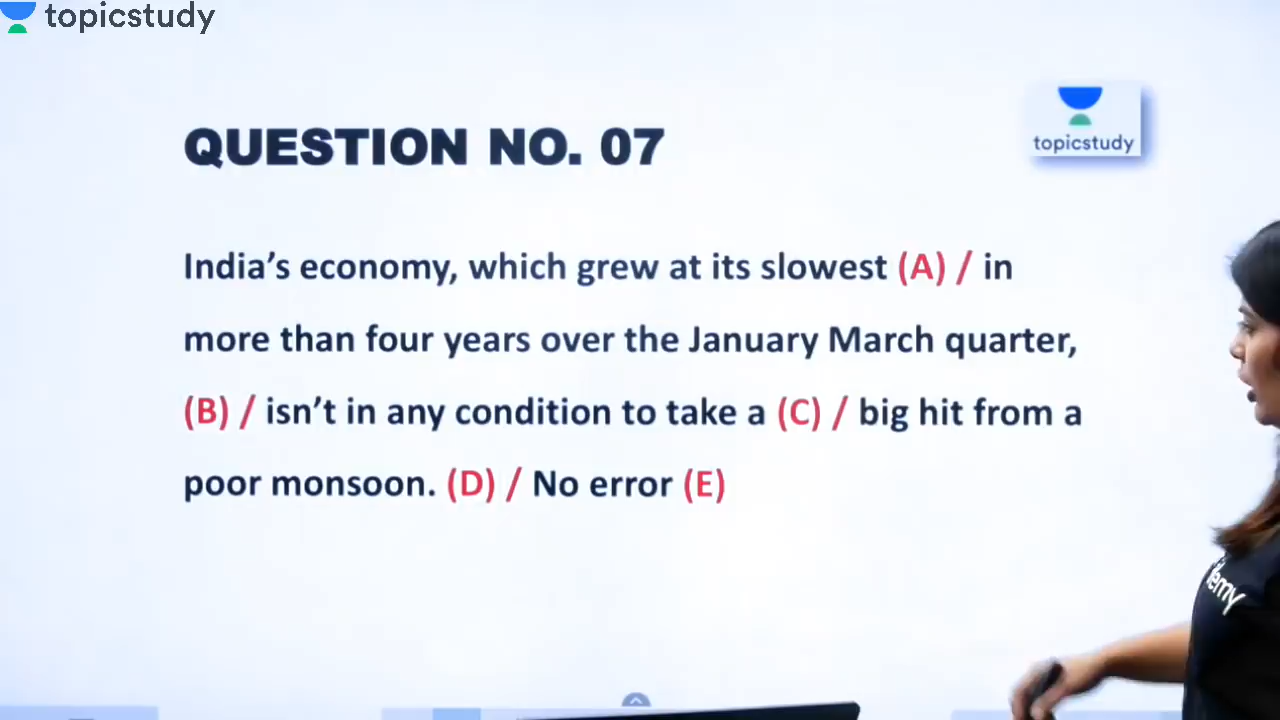 topicstudy
QUESTION NO. 07
topicstudy
India's economy, which grew at its slowest (A) / in
more than four years over the January March quarter,
(B) / isn't in any condition to take a (C) / big hit from a
poor monsoon. (D) / No error (E)